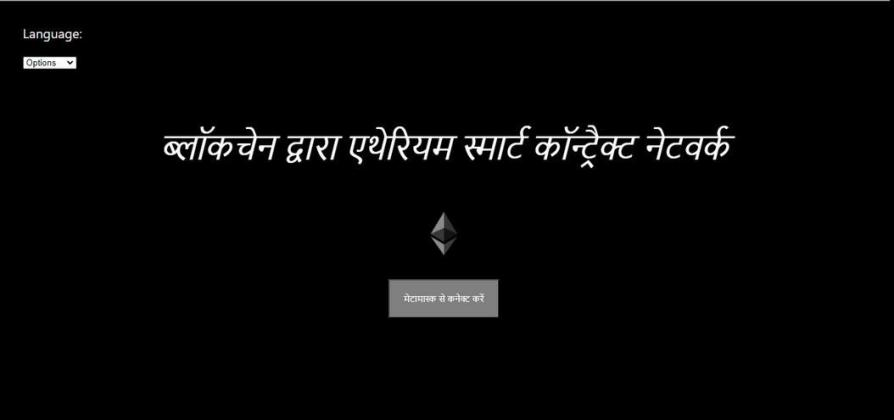 Language:
Options
ब्लॉकचेन द्वारा एथेरियम स्मार्ट कॉन्ट्रैक्ट नेटवर्क
मेटामास्क से कनेक्ट करें